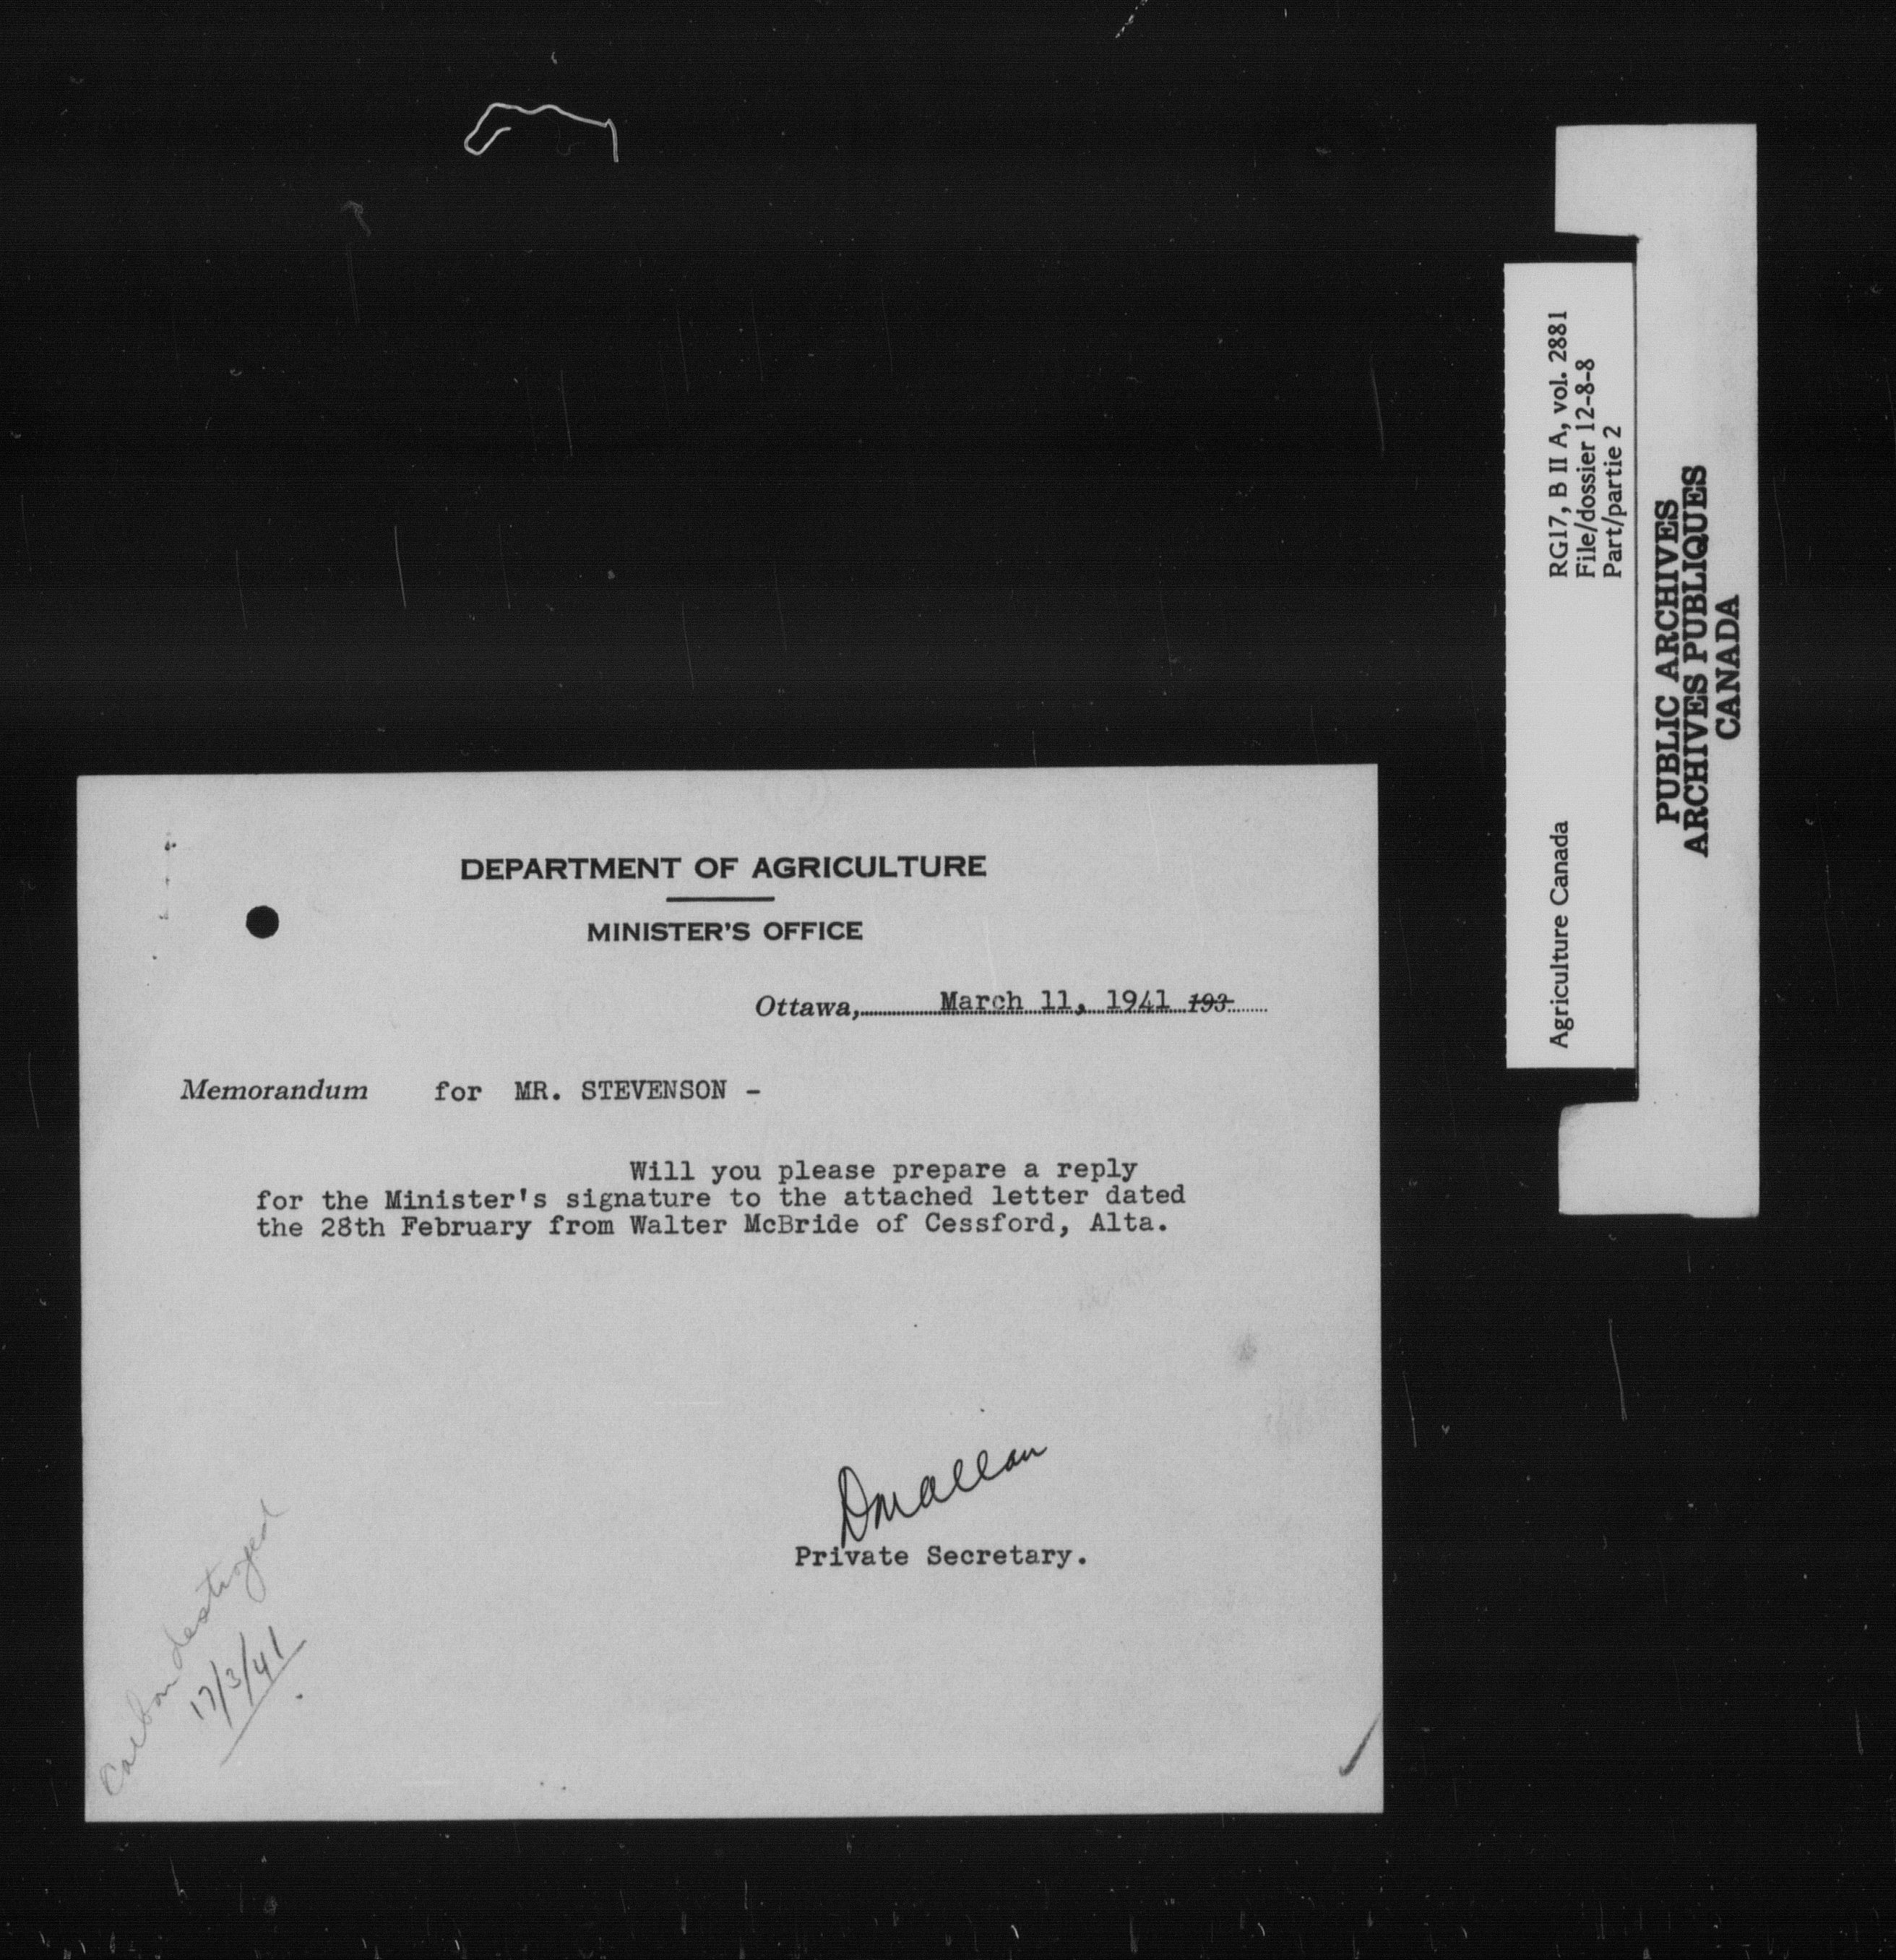 DEPARTMENT OF AGRICULTURE
MINISTER'S OFFICE
Ottawa, March 11, 1941 193
Memorandum for MR. STEVENSON -
Will you please prepare a reply
for the Minister's signature to the attached letter dated
the 28th February from Walter McBride of Cessford, Alta.
DMAllan
Private Secretary.
Carbon destroyed
17/3/41
Agriculture Canada
RG17, B II A, vol. 2881
File/dossier 12-8-8
Part/partie 2
PUBLIC ARCHIVES
ARCHIVES PUBLIQUES
CANADA